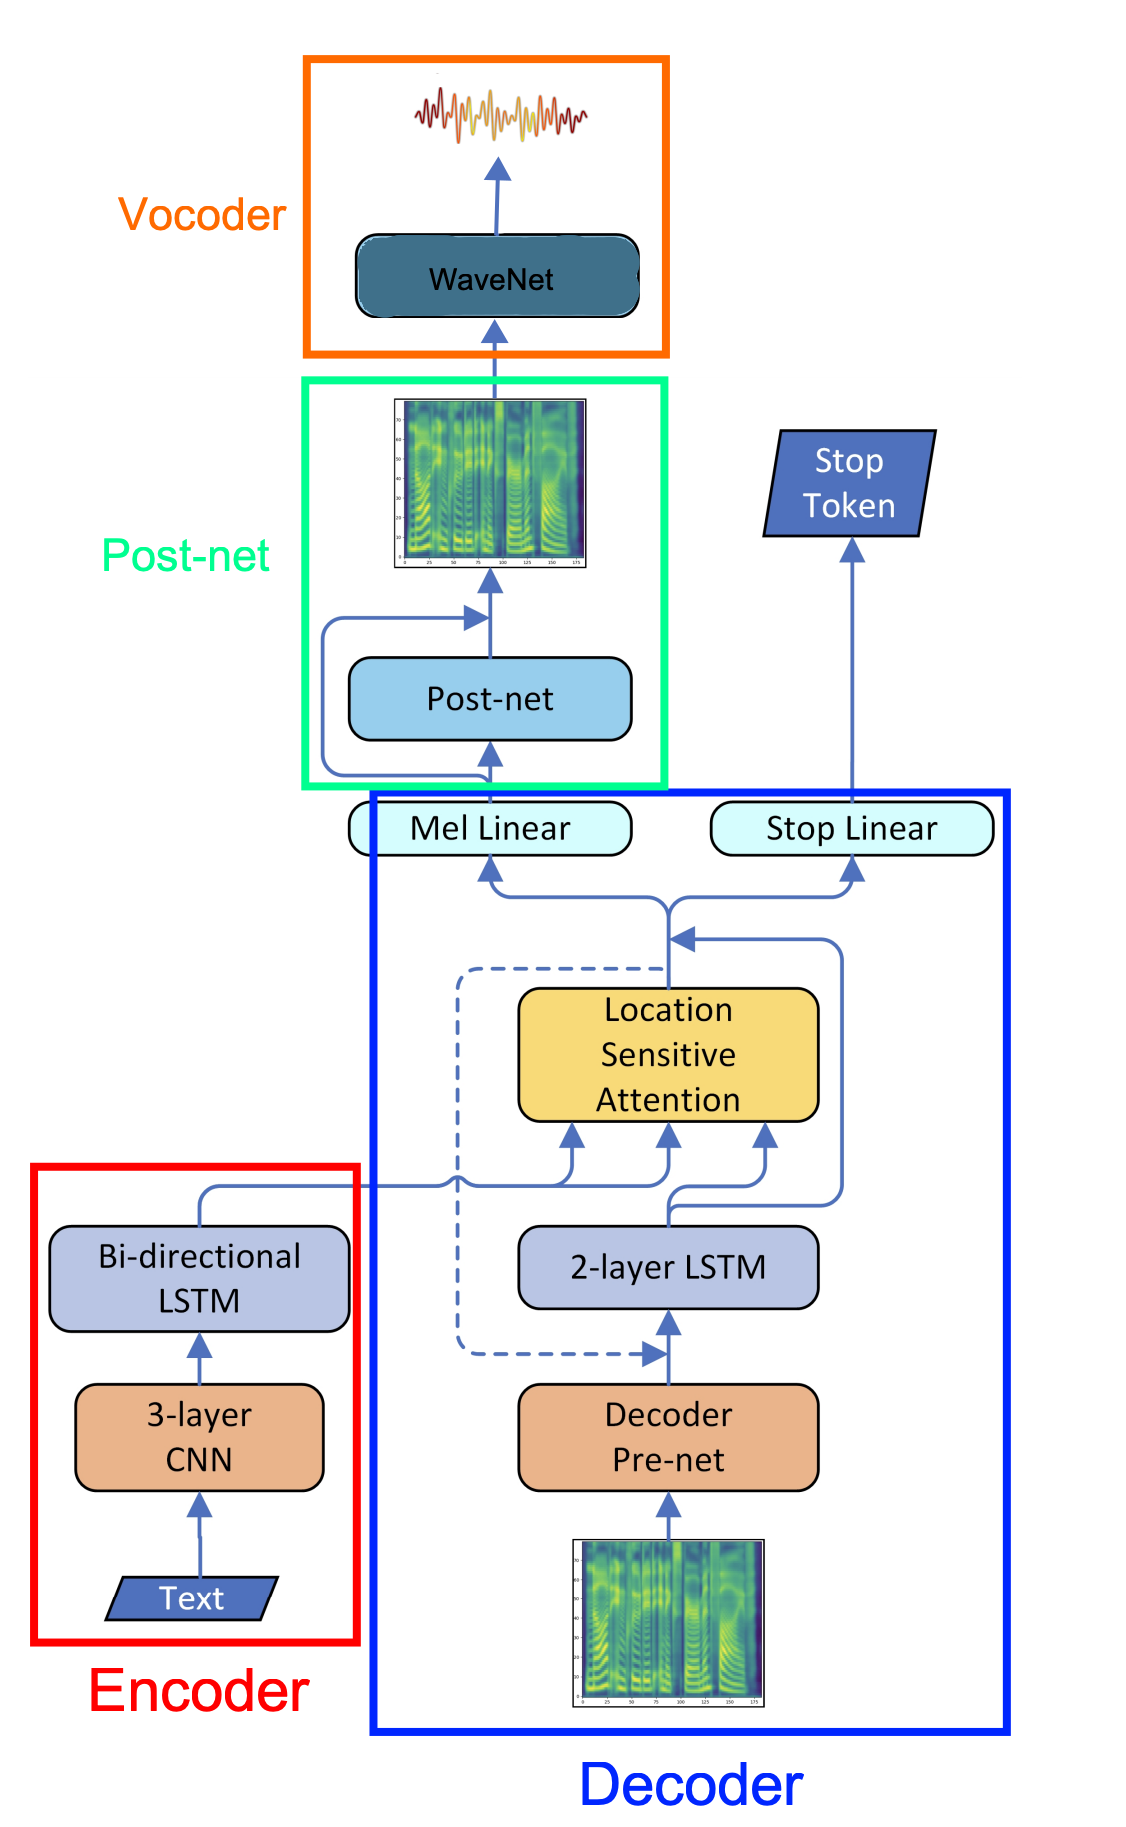 Vocoder
WaveNet
Post-net
Stop
Token
Post-net
Mel Linear
Stop Linear
Location
Sensitive
Attention
Bi-directional
LSTM
2-layer LSTM
3-layer
CNN
Decoder
Pre-net
Text
Encoder
Decoder